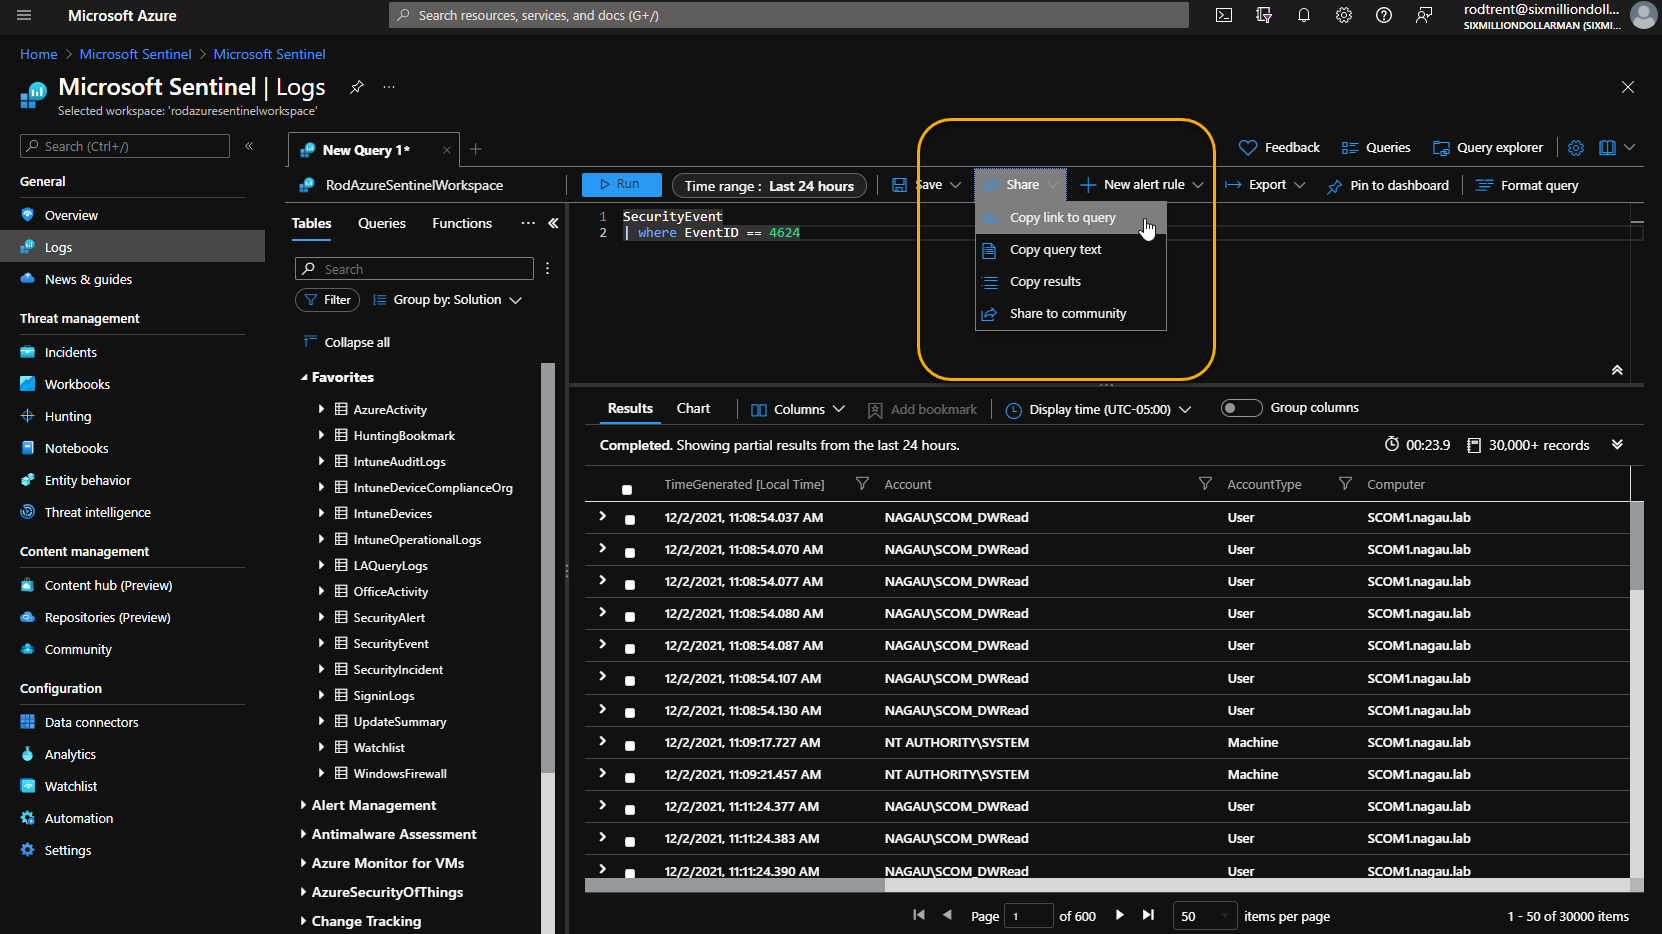 Microsoft Azure
Search resources, services, and docs (G+/)
rodtrent@sixmilliondoll...
SIXMILLIONDOLLARMAN (SIXMI...
Home > Microsoft Sentinel > Microsoft Sentinel
Microsoft Sentinel | Logs
Selected workspace: 'rodazuresentinelworkspace'
Search (Ctrl+/)
General
Overview
Logs
News & guides
Threat management
Incidents
Workbooks
Hunting
Notebooks
Entity behavior
Threat intelligence
Content management
Content hub (Preview)
Repositories (Preview)
Community
Configuration
Data connectors
Analytics
Watchlist
Automation
Settings
New Query 1*
Feedback
Queries
Query explorer
RodAzureSentinelWorkspace
Run
Time range : Last 24 hours
Save
Share
New alert rule
Export
Pin to dashboard
Format query
Copy link to query
Copy query text
Copy results
Share to community
Tables
Queries
Functions
Search
Filter
Group by: Solution
Collapse all
Favorites
AzureActivity
HuntingBookmark
IntuneAuditLogs
IntuneDeviceComplianceOrg
IntuneDevices
IntuneOperationalLogs
LAQueryLogs
OfficeActivity
SecurityAlert
SecurityEvent
SecurityIncident
SigninLogs
UpdateSummary
Watchlist
WindowsFirewall
Alert Management
Antimalware Assessment
Azure Monitor for VMs
AzureSecurityOfThings
Change Tracking
1 SecurityEvent
2 | where EventID == 4624
Results
Chart
Columns
Add bookmark
Display time (UTC-05:00)
Group columns
Completed. Showing partial results from the last 24 hours.
00:23.9
30,000+ records
TimeGenerated [Local Time] Account AccountType Computer
12/2/2021, 11:08:54.037 AM NAGAU\SCOM_DWRead User SCOM1.nagau.lab
12/2/2021, 11:08:54.070 AM NAGAU\SCOM_DWRead User SCOM1.nagau.lab
12/2/2021, 11:08:54.077 AM NAGAU\SCOM_DWRead User SCOM1.nagau.lab
12/2/2021, 11:08:54.080 AM NAGAU\SCOM_DWRead User SCOM1.nagau.lab
12/2/2021, 11:08:54.087 AM NAGAU\SCOM_DWRead User SCOM1.nagau.lab
12/2/2021, 11:08:54.107 AM NAGAU\SCOM_DWRead User SCOM1.nagau.lab
12/2/2021, 11:08:54.130 AM NAGAU\SCOM_DWRead User SCOM1.nagau.lab
12/2/2021, 11:09:17.727 AM NT AUTHORITY\SYSTEM Machine SCOM1.nagau.lab
12/2/2021, 11:09:21.457 AM NT AUTHORITY\SYSTEM Machine SCOM1.nagau.lab
12/2/2021, 11:11:24.377 AM NAGAU\SCOM_DWRead User SCOM1.nagau.lab
12/2/2021, 11:11:24.383 AM NAGAU\SCOM_DWRead User SCOM1.nagau.lab
12/2/2021, 11:11:24.390 AM NAGAU\SCOM_DWRead User SCOM1.nagau.lab
Page 1 of 600
50 items per page
1 - 50 of 30000 items